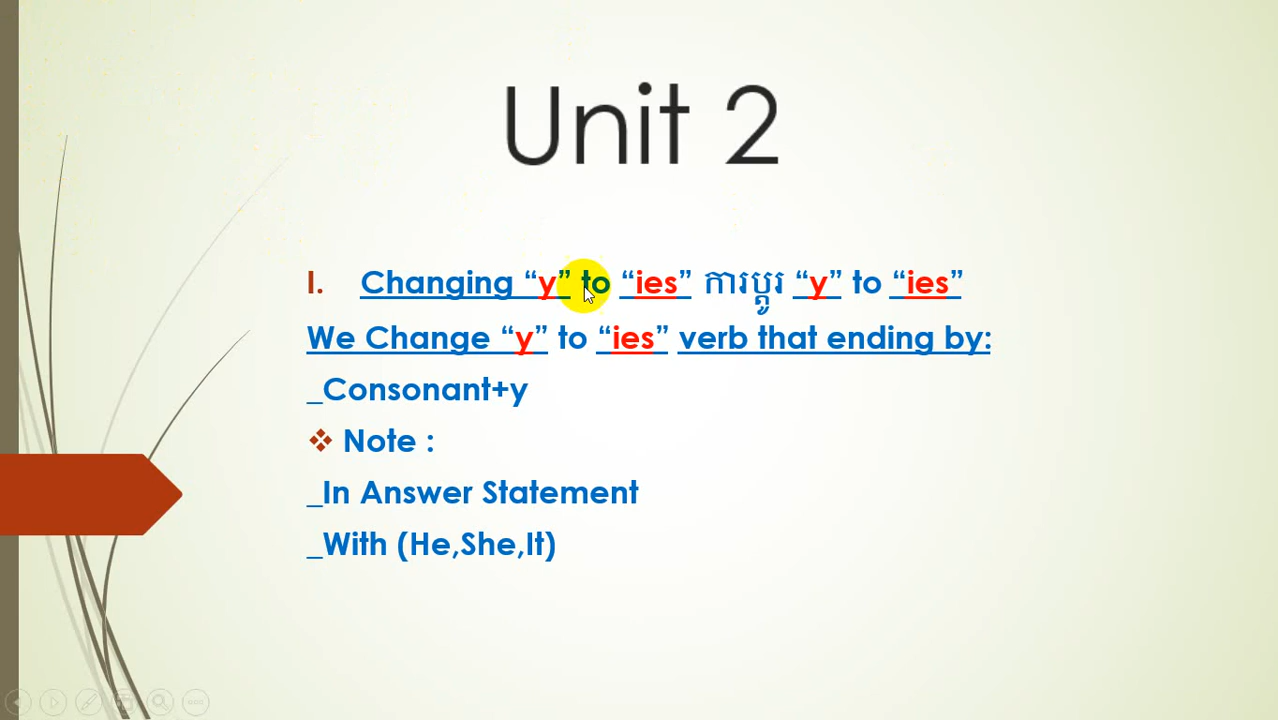 Unit 2
I. Changing “y” to “ies” ការប្តូរ “y” to “ies”
We Change “y” to “ies” verb that ending by:
_Consonant+y
❖ Note :
_In Answer Statement
_With (He,She,It)